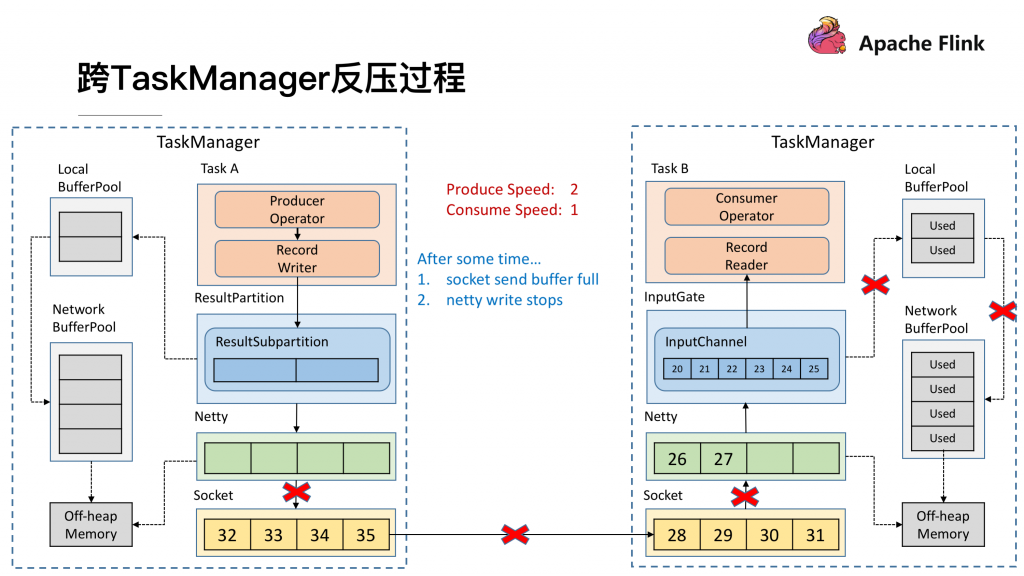 Apache Flink
跨TaskManager反压过程
TaskManager
Local
BufferPool
Task A
Producer
Operator
Record
Writer
ResultPartition
Network
BufferPool
ResultSubpartition
Netty
Socket
Off-heap
Memory
32 33 34 35
Produce Speed: 2
Consume Speed: 1
After some time...
1. socket send buffer full
2. netty write stops
TaskManager
Task B
Consumer
Operator
Record
Reader
Local
BufferPool
Used
Used
InputGate
Network
BufferPool
InputChannel
20 21 22 23 24 25
Used
Used
Used
Used
Netty
26 27
Socket
28 29 30 31
Off-heap
Memory